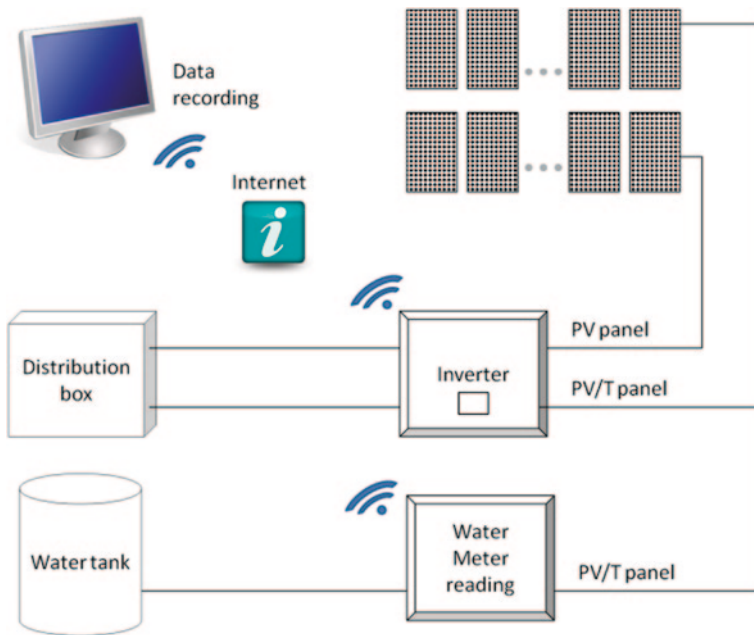 Data
recording
Internet
i
PV panel
Distribution
box
Inverter
PV/T panel
Water
Meter
reading
Water tank
PV/T panel